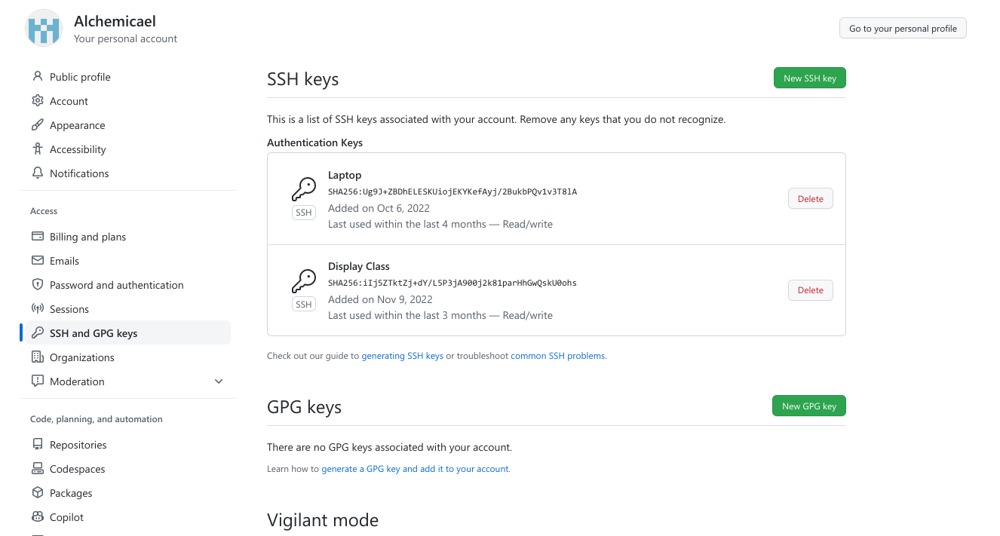 Alchemicael
Your personal account
Go to your personal profile
Public profile
Account
Appearance
Accessibility
Notifications
Access
Billing and plans
Emails
Password and authentication
Sessions
SSH and GPG keys
Organizations
Moderation
Code, planning, and automation
Repositories
Codespaces
Packages
Copilot
SSH keys
New SSH key
This is a list of SSH keys associated with your account. Remove any keys that you do not recognize.
Authentication Keys
Laptop
SHA256:Ug9J+ZBDhELESKUiojEKYKefAyj/2BukbPQv1v3T8lA
SSH
Added on Oct 6, 2022
Last used within the last 4 months — Read/write
Delete
Display Class
SHA256:iIj5ZTktZj+dY/L5P3jA900j2k81parHhGwQskU0ohs
SSH
Added on Nov 9, 2022
Last used within the last 3 months — Read/write
Delete
Check out our guide to generating SSH keys or troubleshoot common SSH problems.
GPG keys
New GPG key
There are no GPG keys associated with your account.
Learn how to generate a GPG key and add it to your account.
Vigilant mode